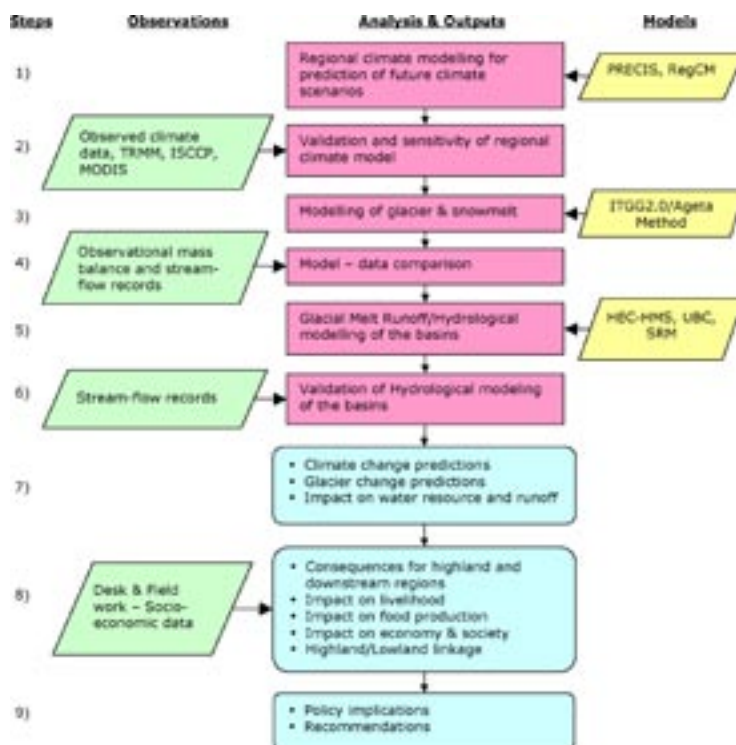 Steps Observations Analysis & Outputs Models
1)
Regional climate modelling for
prediction of future climate
scenarios
PRECIS, RegCM
2)
Observed climate
data, TRMM, ISCCP,
MODIS
Validation and sensitivity of regional
climate model
3)
Modelling of glacier & snowmelt
ITGG2.0/Ageta
Method
4)
Observational mass
balance and stream-
flow records
Model – data comparison
5)
Glacial Melt Runoff/Hydrological
modelling of the basins
HEC-HMS, UBC,
SRM
6)
Stream-flow records
Validation of Hydrological modeling
of the basins
7)
• Climate change predictions
• Glacier change predictions
• Impact on water resource and runoff
8)
Desk & Field
work – Socio-
economic data
• Consequences for highland and
downstream regions
• Impact on livelihood
• Impact on food production
• Impact on economy & society
• Highland/Lowland linkage
9)
• Policy implications
• Recommendations